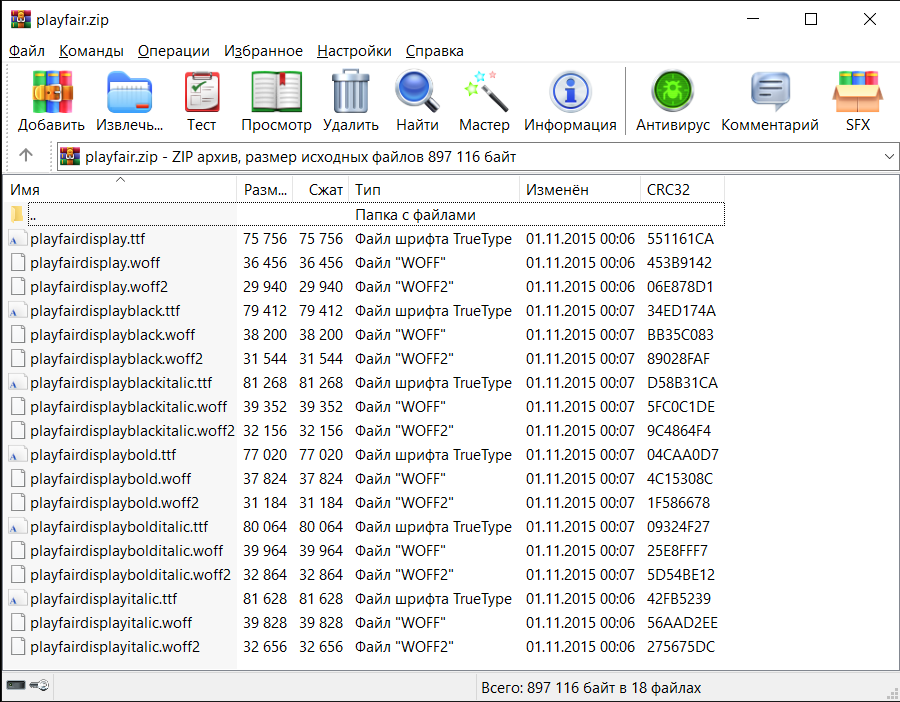 playfair.zip
Файл Команды Операции Избранное Настройки Справка
Добавить Извлечь... Тест Просмотр Удалить Найти Мастер Информация Антивирус Комментарий SFX
playfair.zip - ZIP архив, размер исходных файлов 897 116 байт
Имя Разм... Сжат Тип Изменён CRC32
.. Папка с файлами
playfairdisplay.ttf 75 756 75 756 Файл шрифта TrueType 01.11.2015 00:06 551161CA
playfairdisplay.woff 36 456 36 456 Файл "WOFF" 01.11.2015 00:06 453B9142
playfairdisplay.woff2 29 940 29 940 Файл "WOFF2" 01.11.2015 00:06 06E878D1
playfairdisplayblack.ttf 79 412 79 412 Файл шрифта TrueType 01.11.2015 00:07 34ED174A
playfairdisplayblack.woff 38 200 38 200 Файл "WOFF" 01.11.2015 00:07 BB35C083
playfairdisplayblack.woff2 31 544 31 544 Файл "WOFF2" 01.11.2015 00:07 89028FAF
playfairdisplayblackitalic.ttf 81 268 81 268 Файл шрифта TrueType 01.11.2015 00:07 D58B31CA
playfairdisplayblackitalic.woff 39 352 39 352 Файл "WOFF" 01.11.2015 00:07 5FC0C1DE
playfairdisplayblackitalic.woff2 32 156 32 156 Файл "WOFF2" 01.11.2015 00:07 9C4864F4
playfairdisplaybold.ttf 77 020 77 020 Файл шрифта TrueType 01.11.2015 00:07 04CAA0D7
playfairdisplaybold.woff 37 824 37 824 Файл "WOFF" 01.11.2015 00:07 4C15308C
playfairdisplaybold.woff2 31 184 31 184 Файл "WOFF2" 01.11.2015 00:07 1F586678
playfairdisplaybolditalic.ttf 80 064 80 064 Файл шрифта TrueType 01.11.2015 00:07 09324F27
playfairdisplaybolditalic.woff 39 964 39 964 Файл "WOFF" 01.11.2015 00:07 25E8FFF7
playfairdisplaybolditalic.woff2 32 864 32 864 Файл "WOFF2" 01.11.2015 00:07 5D54BE12
playfairdisplayitalic.ttf 81 628 81 628 Файл шрифта TrueType 01.11.2015 00:06 42FB5239
playfairdisplayitalic.woff 39 828 39 828 Файл "WOFF" 01.11.2015 00:06 56AAD2EE
playfairdisplayitalic.woff2 32 656 32 656 Файл "WOFF2" 01.11.2015 00:06 275675DC
Всего: 897 116 байт в 18 файлах